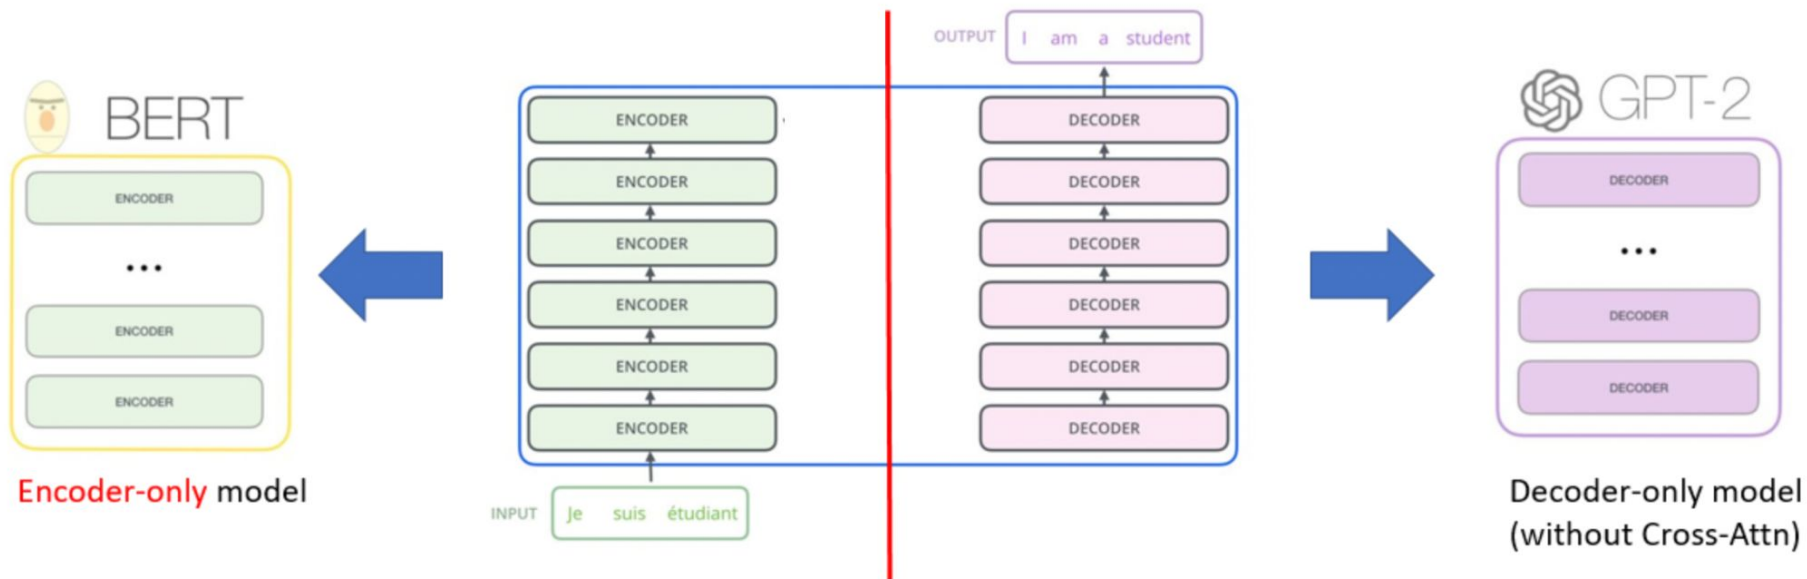 BERT
ENCODER
...
ENCODER
ENCODER
Encoder-only model
ENCODER
ENCODER
ENCODER
ENCODER
ENCODER
ENCODER
INPUT Je suis étudiant
OUTPUT I am a student
DECODER
DECODER
DECODER
DECODER
DECODER
DECODER
GPT-2
DECODER
...
DECODER
DECODER
Decoder-only model
(without Cross-Attn)